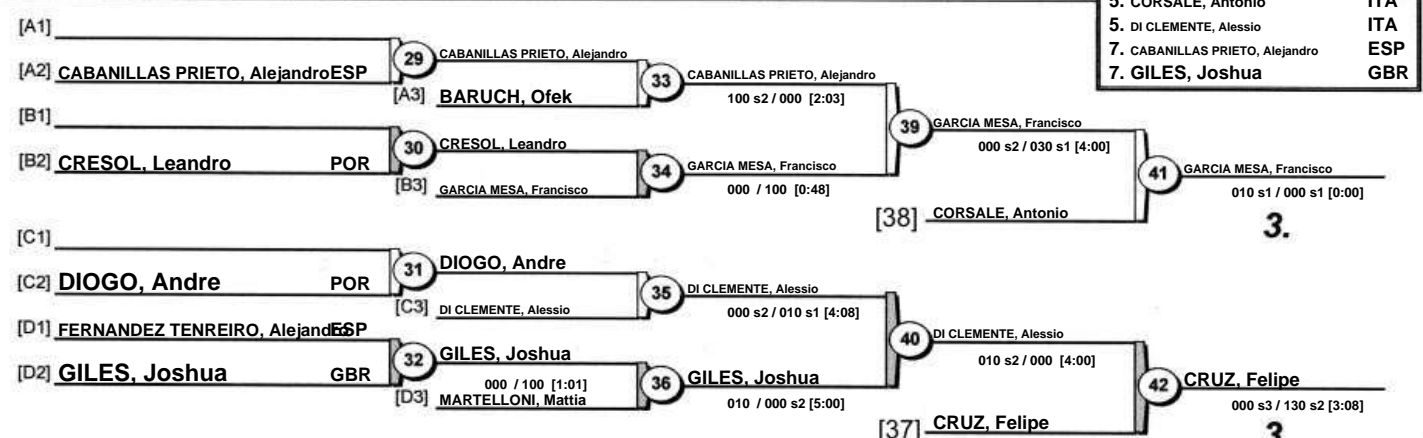 5. CORSALE, Antonio ITA
5. DI CLEMENTE, Alessio ITA
7. CABANILLAS PRIETO, Alejandro ESP
7. GILES, Joshua GBR
[A1]
[A2] CABANILLAS PRIETO, Alejandro ESP
29
CABANILLAS PRIETO, Alejandro
[A3] BARUCH, Ofek
33
CABANILLAS PRIETO, Alejandro
100 s2 / 000 [2:03]
[B1]
[B2] CRESOL, Leandro POR
30
CRESOL, Leandro
[B3] GARCIA MESA, Francisco
34
GARCIA MESA, Francisco
000 / 100 [0:48]
39
GARCIA MESA, Francisco
000 s2 / 030 s1 [4:00]
[38] CORSALE, Antonio
41
GARCIA MESA, Francisco
010 s1 / 000 s1 [0:00]
3.
[C1]
[C2] DIOGO, Andre POR
31
DIOGO, Andre
[C3] DI CLEMENTE, Alessio
35
DI CLEMENTE, Alessio
000 s2 / 010 s1 [4:08]
[D1] FERNANDEZ TENREIRO, Alejandro ESP
[D2] GILES, Joshua GBR
32
GILES, Joshua
000 / 100 [1:01]
[D3] MARTELLONI, Mattia
36
GILES, Joshua
010 / 000 s2 [5:00]
40
DI CLEMENTE, Alessio
010 s2 / 000 [4:00]
[37] CRUZ, Felipe
42
CRUZ, Felipe
000 s3 / 130 s2 [3:08]
3